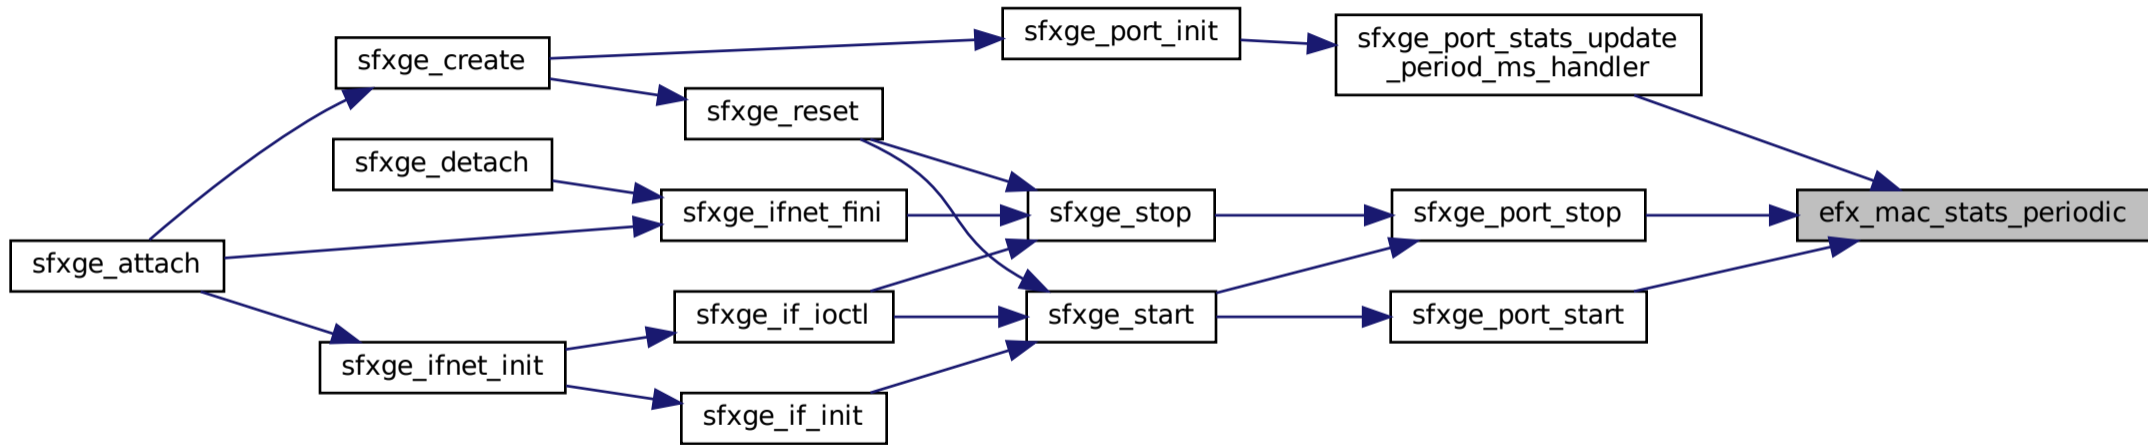 sfxge_port_init
sfxge_port_stats_update
_period_ms_handler
sfxge_create
sfxge_reset
sfxge_detach
sfxge_ifnet_fini
sfxge_stop
sfxge_port_stop
efx_mac_stats_periodic
sfxge_attach
sfxge_if_ioctl
sfxge_start
sfxge_port_start
sfxge_ifnet_init
sfxge_if_init